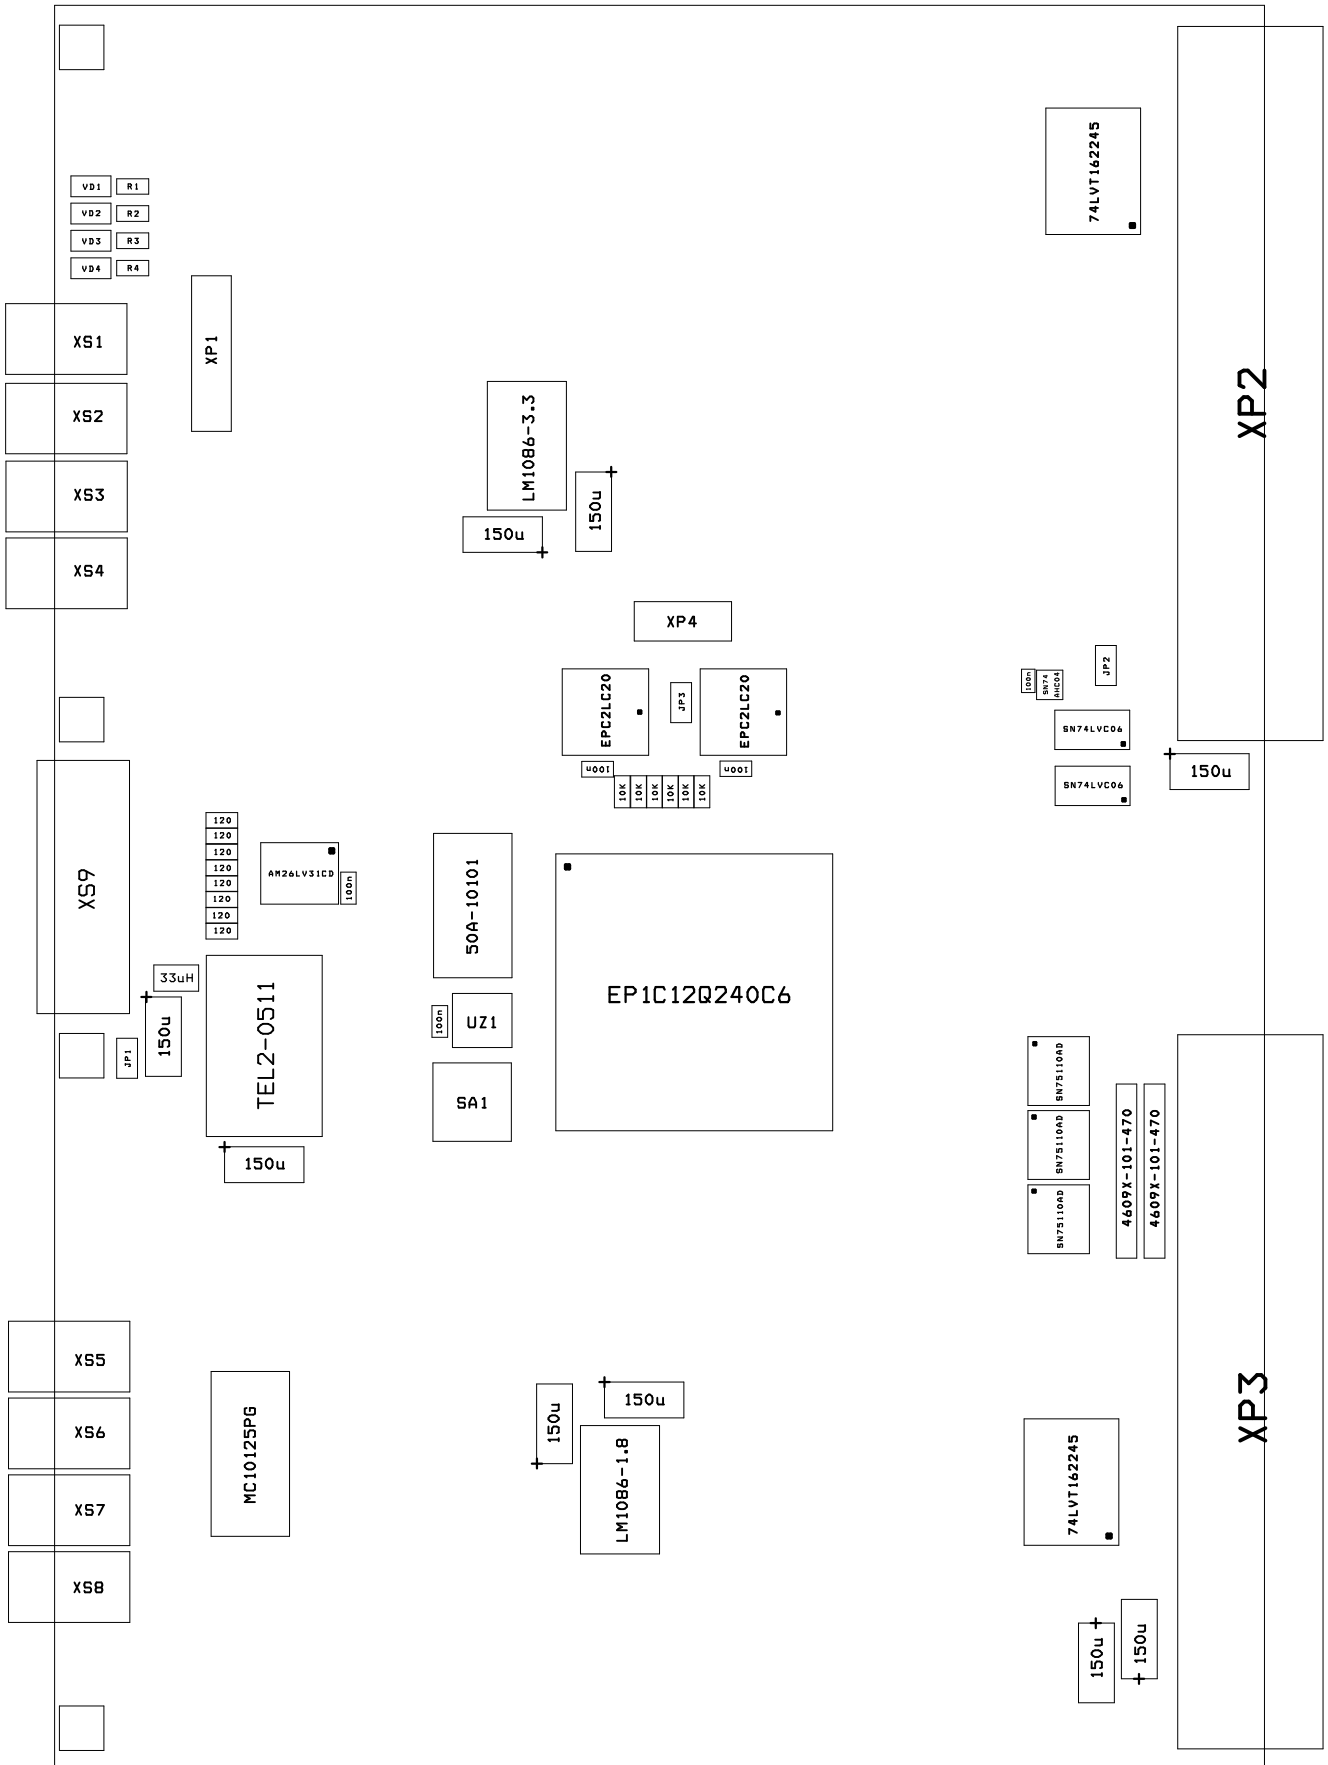 74LVT162245
VD1
R1
VD2
R2
VD3
R3
VD4
R4
XS1
XP1
XS2
XS3
XS4
LM1086-3.3
150u
150u
XP2
XP4
EPC2LC20
JP3
EPC2LC20
100n
100n
10K
10K
10K
10K
10K
10K
100n
SN74
AHC04
JP2
SN74LVC06
SN74LVC06
150u
XS9
120
120
120
120
120
120
120
120
AM26LV31CD
100n
50A-10101
EP1C12Q240C6
33uH
150u
JP1
TEL2-0511
150u
100n
UZ1
SA1
SN75110AD
SN75110AD
SN75110AD
4609X-101-470
4609X-101-470
XS5
XS6
XS7
XS8
MC10125PG
150u
150u
LM1086-1.8
74LVT162245
XP3
150u
150u